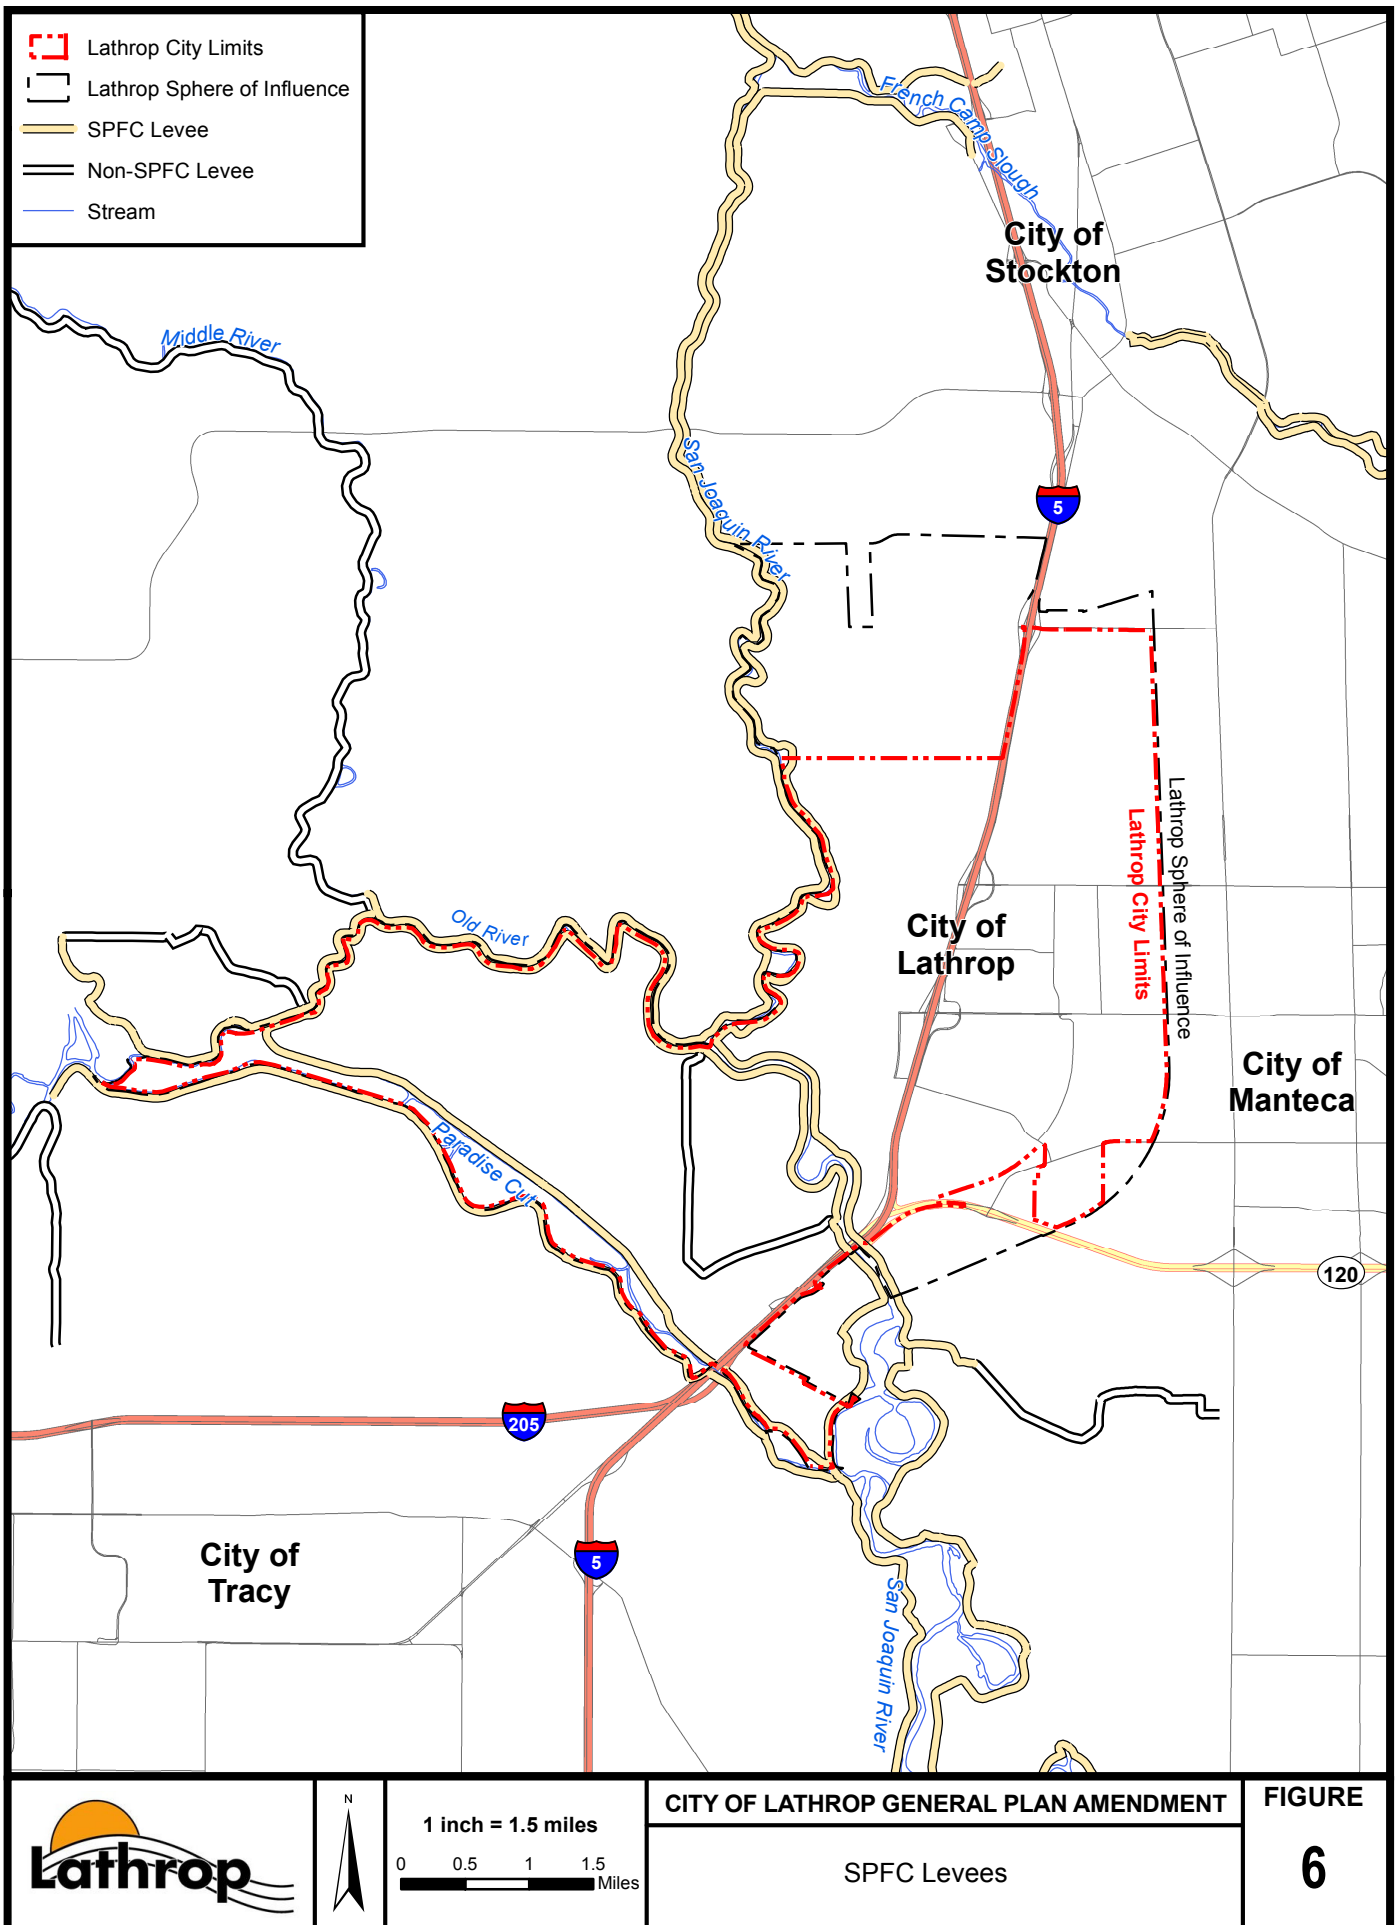 Lathrop City Limits
Lathrop Sphere of Influence
SPFC Levee
Non-SPFC Levee
Stream
French Camp Slough
City of
Stockton
Middle River
San Joaquin River
5
Lathrop Sphere of Influence
Lathrop City Limits
Old River
City of
Lathrop
City of
Manteca
Paradise Cut
120
205
5
City of
Tracy
San Joaquin River
Lathrop
N
1 inch = 1.5 miles
0 0.5 1 1.5
Miles
CITY OF LATHROP GENERAL PLAN AMENDMENT
SPFC Levees
FIGURE
6